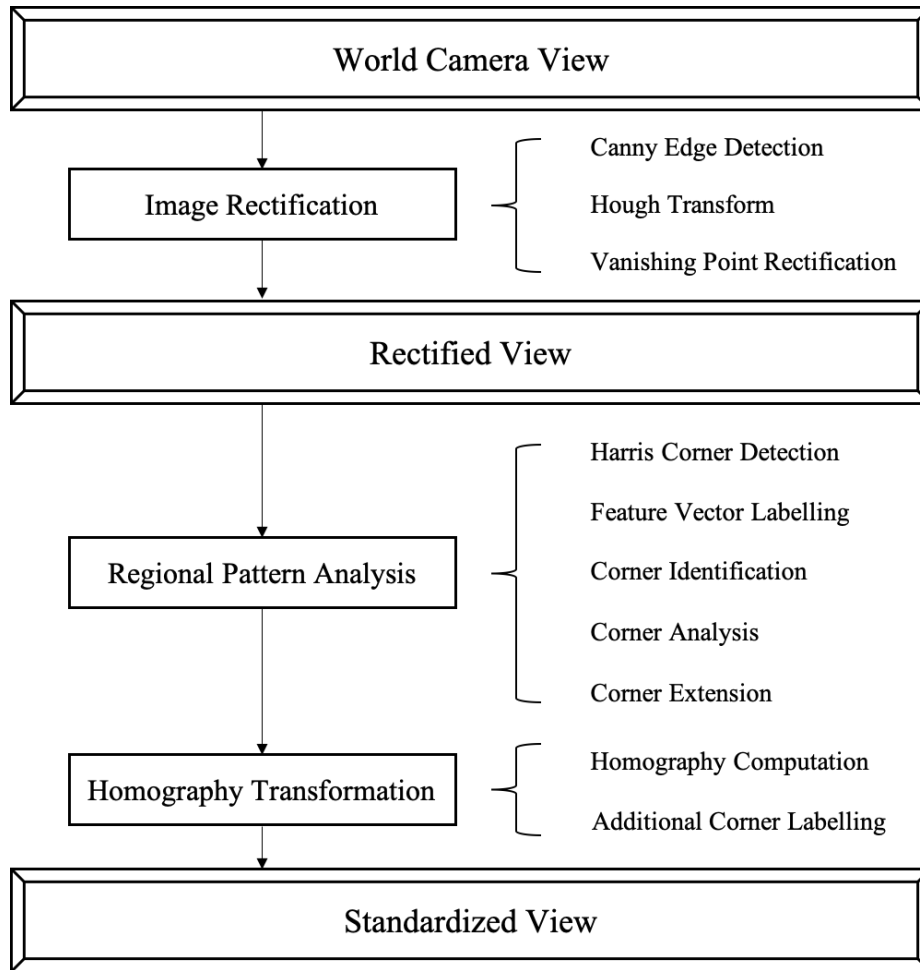 World Camera View
Image Rectification
Canny Edge Detection
Hough Transform
Vanishing Point Rectification
Rectified View
Regional Pattern Analysis
Harris Corner Detection
Feature Vector Labelling
Corner Identification
Corner Analysis
Corner Extension
Homography Transformation
Homography Computation
Additional Corner Labelling
Standardized View